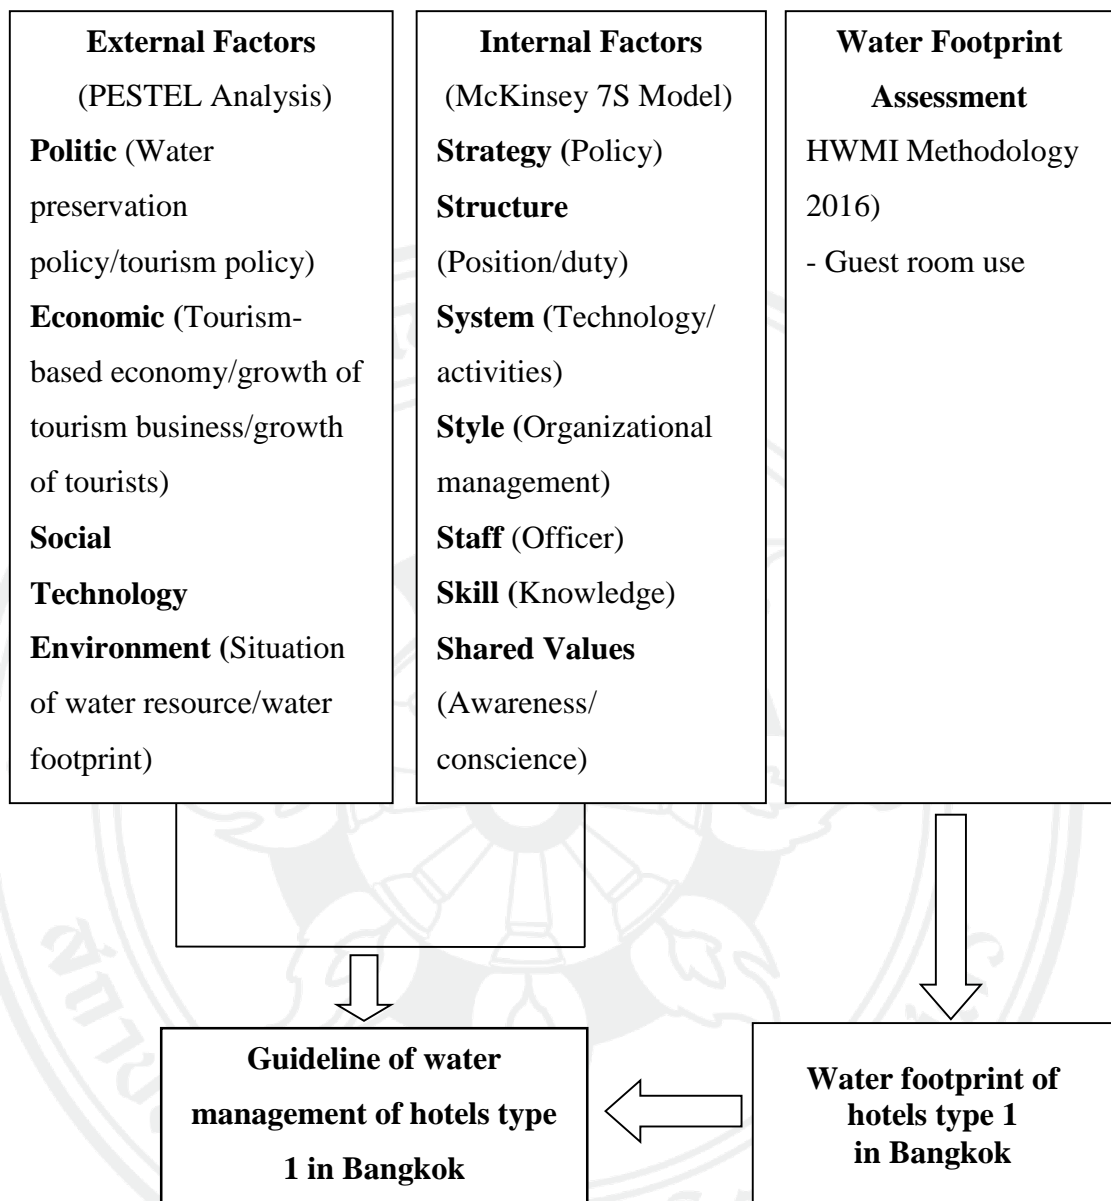 External Factors
(PESTEL Analysis)
Politic (Water
preservation
policy/tourism policy)
Economic (Tourism-
based economy/growth of
tourism business/growth
of tourists)
Social
Technology
Environment (Situation
of water resource/water
footprint)
Internal Factors
(McKinsey 7S Model)
Strategy (Policy)
Structure
(Position/duty)
System (Technology/
activities)
Style (Organizational
management)
Staff (Officer)
Skill (Knowledge)
Shared Values
(Awareness/
conscience)
Water Footprint
Assessment
HWMI Methodology
2016)
- Guest room use
Guideline of water
management of hotels type
1 in Bangkok
Water footprint of
hotels type 1
in Bangkok